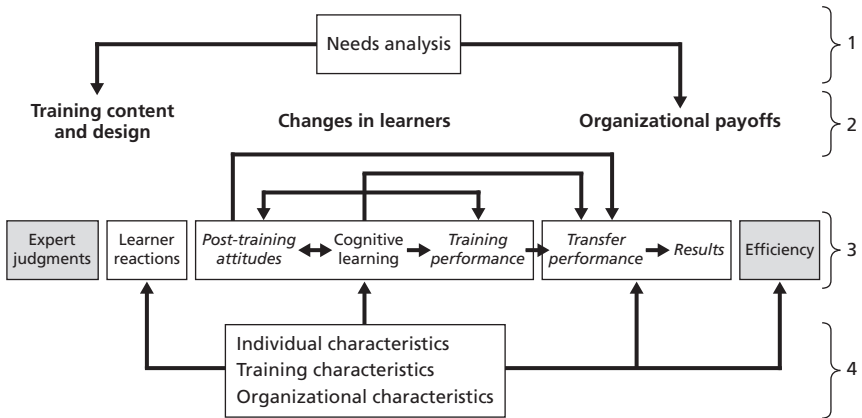 Needs analysis
1
Training content
and design
Changes in learners
Organizational payoffs
2
Expert
judgments
Learner
reactions
Post-training
attitudes
Cognitive
learning
Training
performance
Transfer
performance
Results
Efficiency
3
Individual characteristics
Training characteristics
Organizational characteristics
4